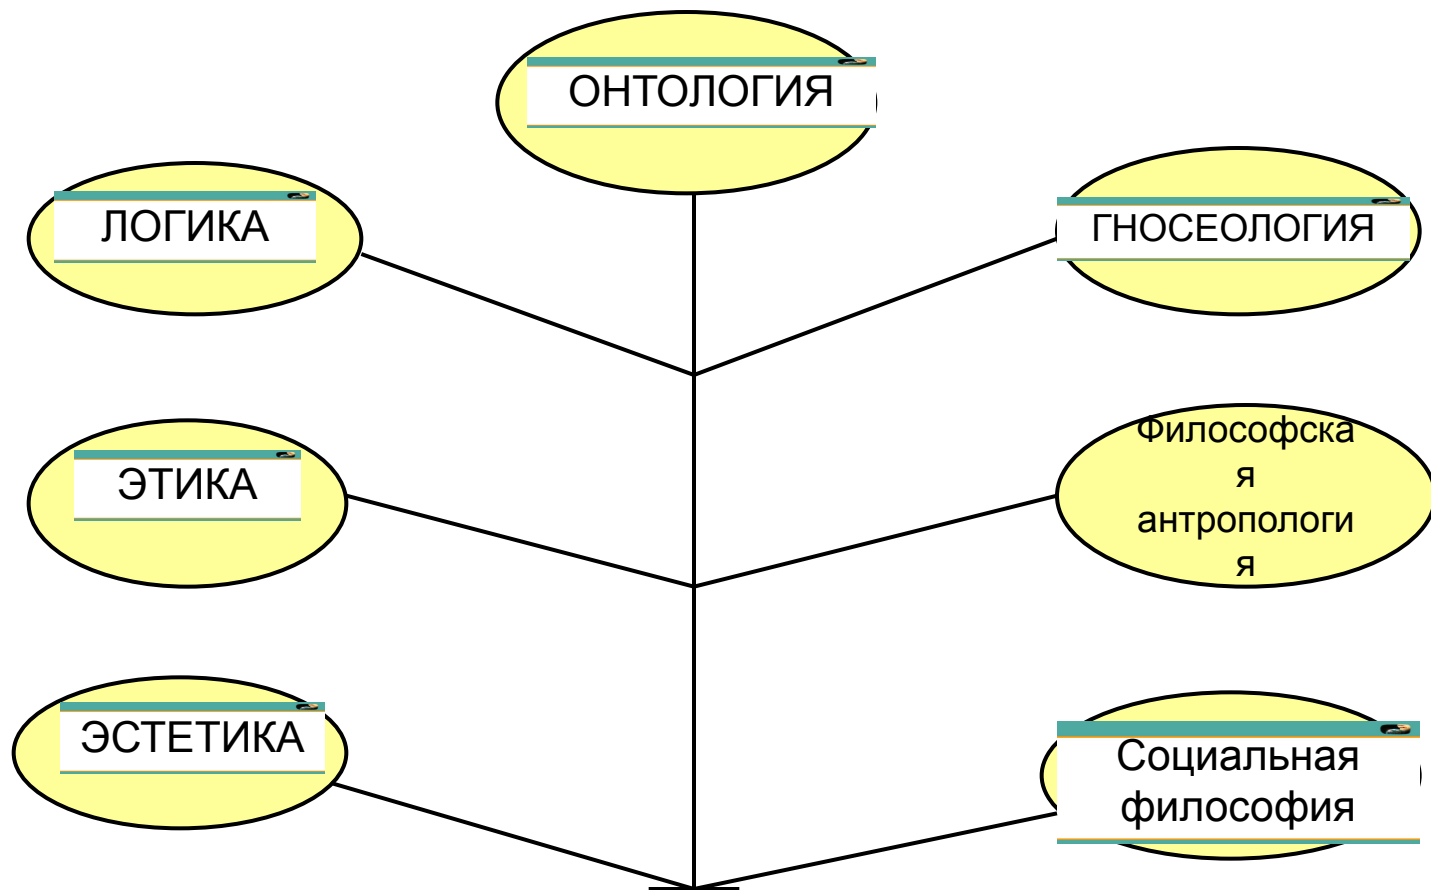 ОНТОЛОГИЯ
ЛОГИКА
ГНОСЕОЛОГИЯ
ЭТИКА
Философска
я
антропологи
я
ЭСТЕТИКА
Социальная
философия